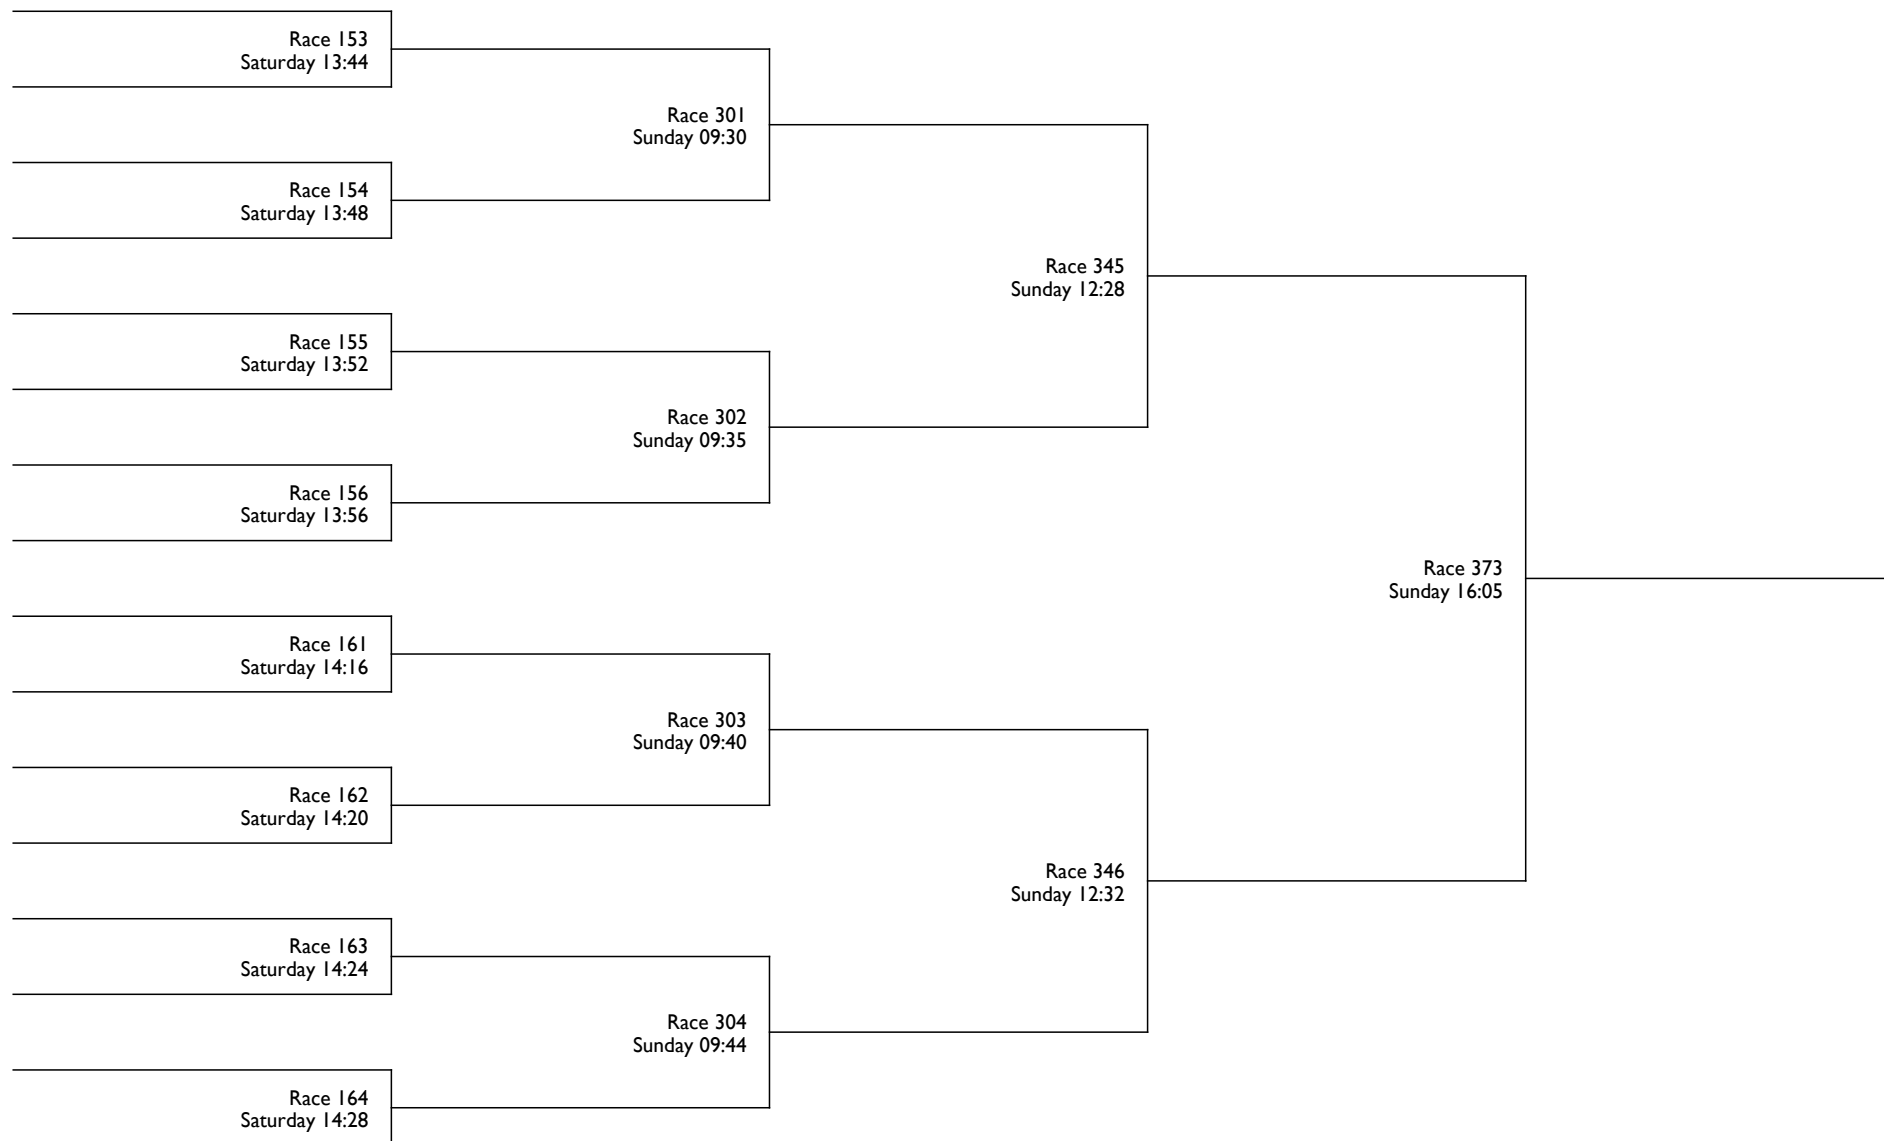 Race 153
Saturday 13:44
Race 301
Sunday 09:30
Race 154
Saturday 13:48
Race 345
Sunday 12:28
Race 155
Saturday 13:52
Race 302
Sunday 09:35
Race 156
Saturday 13:56
Race 373
Sunday 16:05
Race 161
Saturday 14:16
Race 303
Sunday 09:40
Race 162
Saturday 14:20
Race 346
Sunday 12:32
Race 163
Saturday 14:24
Race 304
Sunday 09:44
Race 164
Saturday 14:28